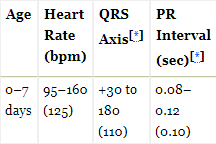 Age Heart Rate (bpm) QRS Axis[*] PR Interval (sec)[*]
0–7 days 95–160 (125) +30 to 180 (110) 0.08–0.12 (0.10)